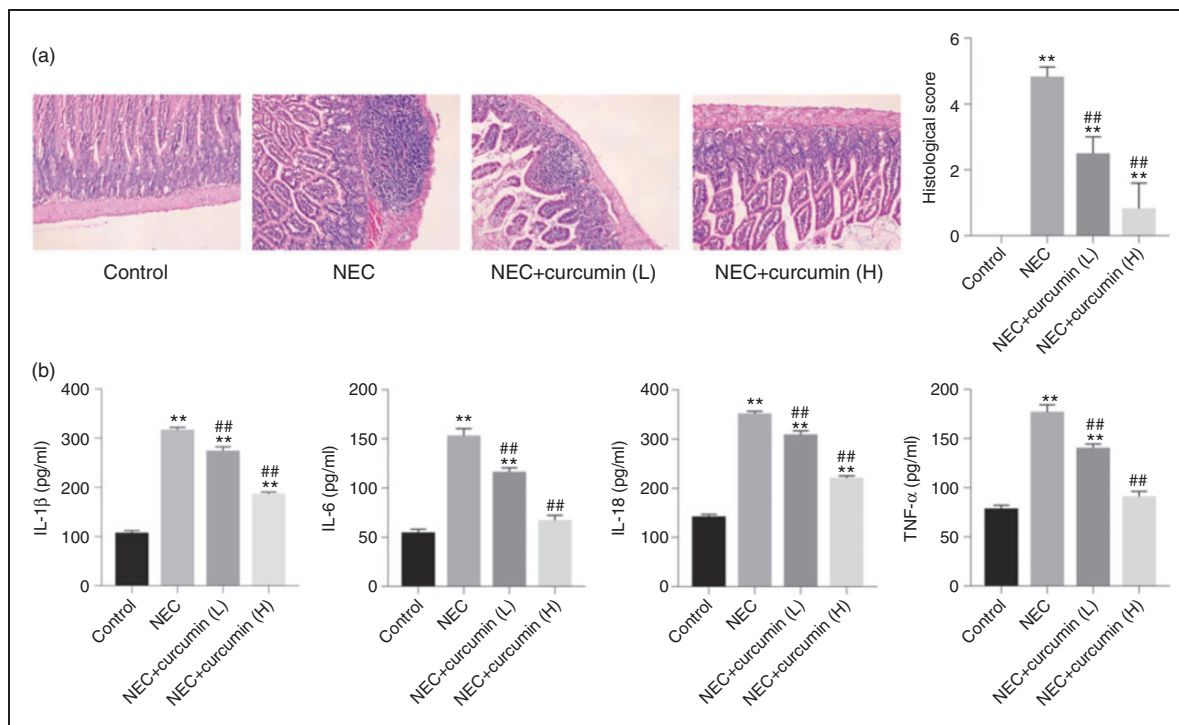 (a)
Control
NEC
NEC+curcumin (L)
NEC+curcumin (H)
Histological score
6
4
2
0
**
##
**
##
**
Control
NEC
NEC+curcumin (L)
NEC+curcumin (H)
(b)
IL-1β (pg/ml)
400
300
200
100
0
**
##
**
##
**
Control
NEC
NEC+curcumin (L)
NEC+curcumin (H)
IL-6 (pg/ml)
200
150
100
50
0
**
##
**
##
Control
NEC
NEC+curcumin (L)
NEC+curcumin (H)
IL-18 (pg/ml)
400
300
200
100
0
**
##
**
##
**
Control
NEC
NEC+curcumin (L)
NEC+curcumin (H)
TNF-α (pg/ml)
200
150
100
50
0
**
##
**
##
Control
NEC
NEC+curcumin (L)
NEC+curcumin (H)